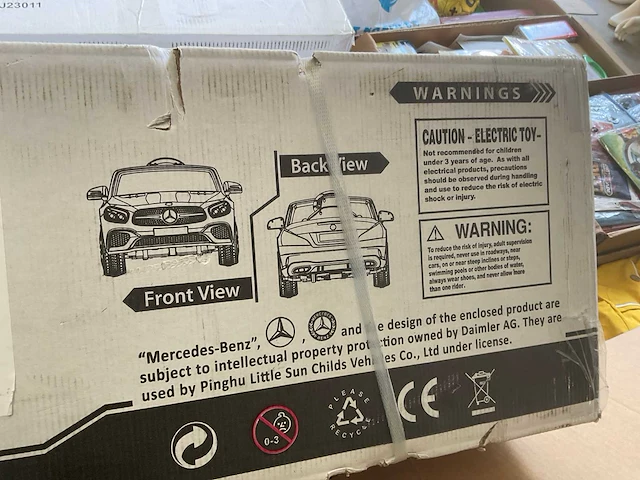 J23011
WARNINGS
CAUTION - ELECTRIC TOY-
Not recommended for children
under 3 years of age. As with all
electrical products, precautions
should be observed during handling
and use to reduce the risk of electric
shock or injury.
WARNING:
To reduce the risk of injury, adult supervision
is required, never use in roadways, near
cars, on or near steep inclines or steps,
swimming pools or other bodies of water,
always wear shoes, and never allow more
than one rider.
Back View
Front View
"Mercedes-Benz", , and the design of the enclosed product are
subject to intellectual property protection owned by Daimler AG. They are
used by Pinghu Little Sun Childs Vehicles Co., Ltd under license.
0-3
PLEASE
RECYCLE
CE